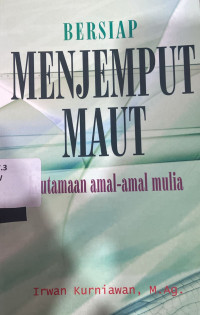 BERSIAP
MENJEMPUT
MAUT
utamaan amal-amal mulia
Irwan Kurniawan, M.Ag.